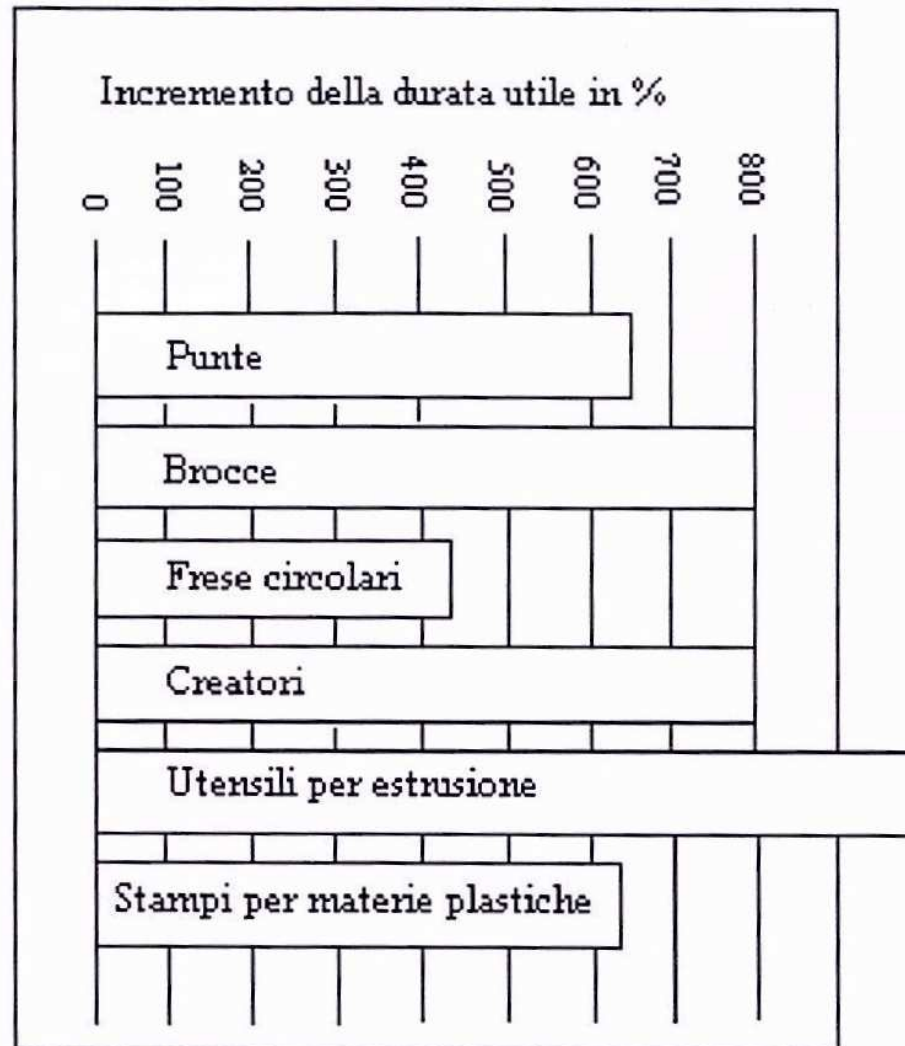 Incremento della durata utile in %
0 100 200 300 400 500 600 700 800
Punte
Brocce
Frese circolari
Creatori
Utensili per estrusione
Stampi per materie plastiche